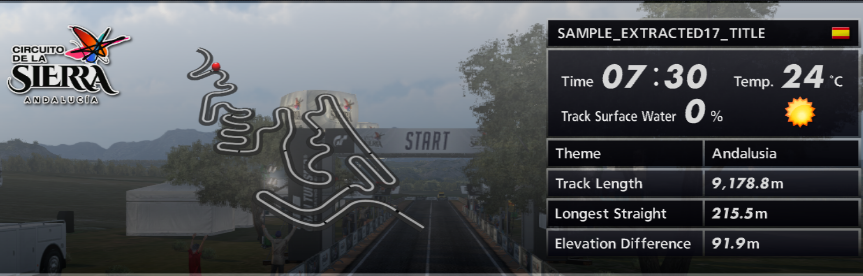 CIRCUITO
DE LA
SIERRA
ANDALUCÍA
START
SAMPLE_EXTRACTED17_TITLE
Time 07:30 Temp. 24 °C
Track Surface Water 0 %
Theme Andalusia
Track Length 9,178.8m
Longest Straight 215.5m
Elevation Difference 91.9m